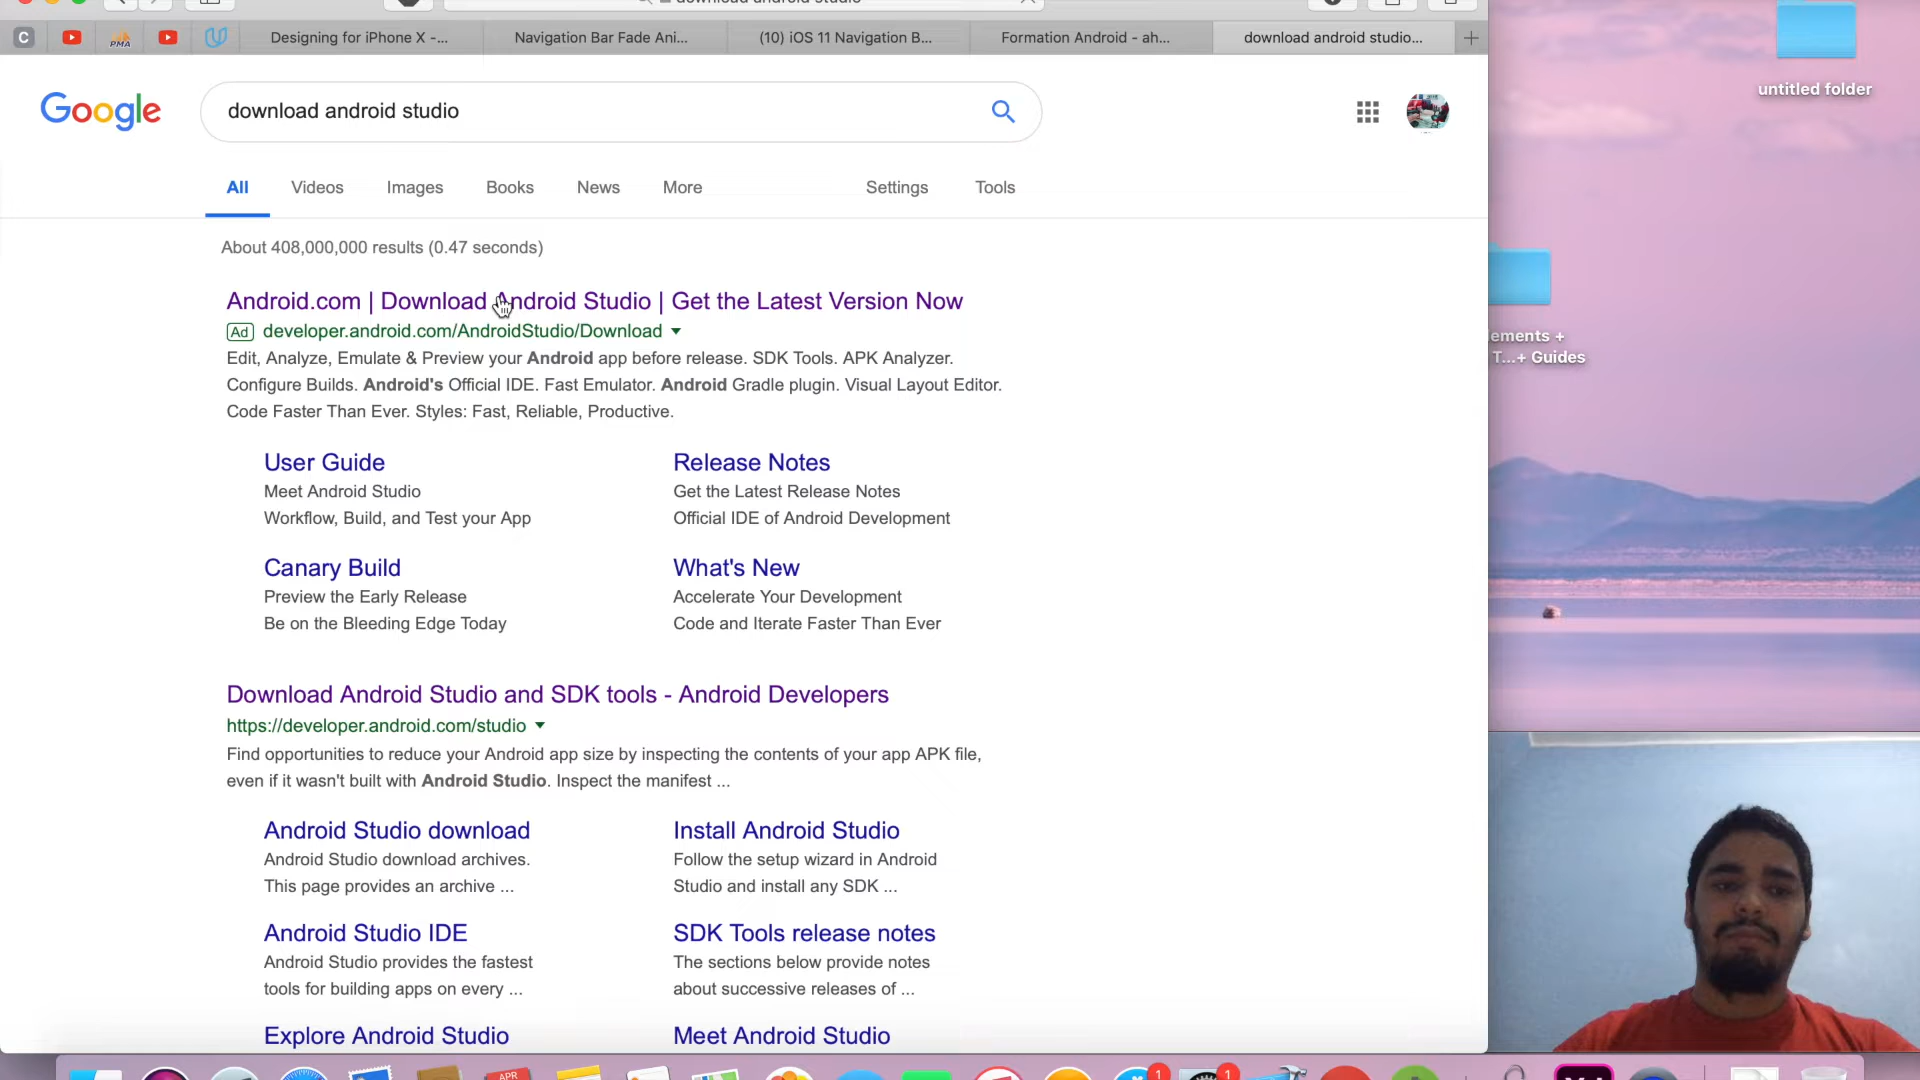 Designing for iPhone X -...
Navigation Bar Fade Ani...
(10) iOS 11 Navigation B...
Formation Android - ah...
download android studio...
C
PMA
untitled folder
Google
download android studio
All
Videos
Images
Books
News
More
Settings
Tools
About 408,000,000 results (0.47 seconds)
Android.com | Download Android Studio | Get the Latest Version Now
Ad developer.android.com/AndroidStudio/Download
Edit, Analyze, Emulate & Preview your Android app before release. SDK Tools. APK Analyzer.
Configure Builds. Android's Official IDE. Fast Emulator. Android Gradle plugin. Visual Layout Editor.
Code Faster Than Ever. Styles: Fast, Reliable, Productive.
User Guide
Meet Android Studio
Workflow, Build, and Test your App
Release Notes
Get the Latest Release Notes
Official IDE of Android Development
Canary Build
Preview the Early Release
Be on the Bleeding Edge Today
What's New
Accelerate Your Development
Code and Iterate Faster Than Ever
Download Android Studio and SDK tools - Android Developers
https://developer.android.com/studio
Find opportunities to reduce your Android app size by inspecting the contents of your app APK file,
even if it wasn't built with Android Studio. Inspect the manifest ...
Android Studio download
Android Studio download archives.
This page provides an archive ...
Install Android Studio
Follow the setup wizard in Android
Studio and install any SDK ...
Android Studio IDE
Android Studio provides the fastest
tools for building apps on every ...
SDK Tools release notes
The sections below provide notes
about successive releases of ...
Explore Android Studio
Meet Android Studio
ements +
T...+ Guides
APR
1
1